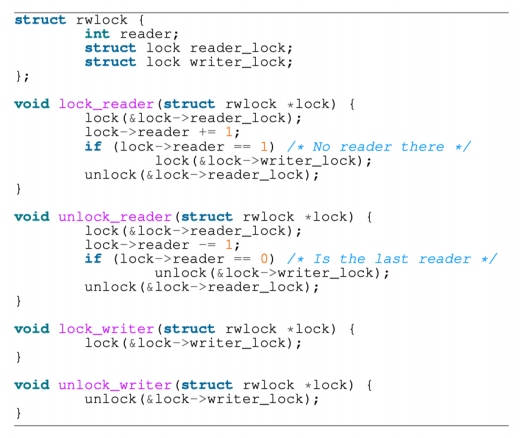 struct rwlock {
        int reader;
        struct lock reader_lock;
        struct lock writer_lock;
};

void lock_reader(struct rwlock *lock) {
        lock(&lock->reader_lock);
        lock->reader += 1;
        if (lock->reader == 1) /* No reader there */
                lock(&lock->writer_lock);
        unlock(&lock->reader_lock);
}

void unlock_reader(struct rwlock *lock) {
        lock(&lock->reader_lock);
        lock->reader -= 1;
        if (lock->reader == 0) /* Is the last reader */
                unlock(&lock->writer_lock);
        unlock(&lock->reader_lock);
}

void lock_writer(struct rwlock *lock) {
        lock(&lock->writer_lock);
}

void unlock_writer(struct rwlock *lock) {
        unlock(&lock->writer_lock);
}